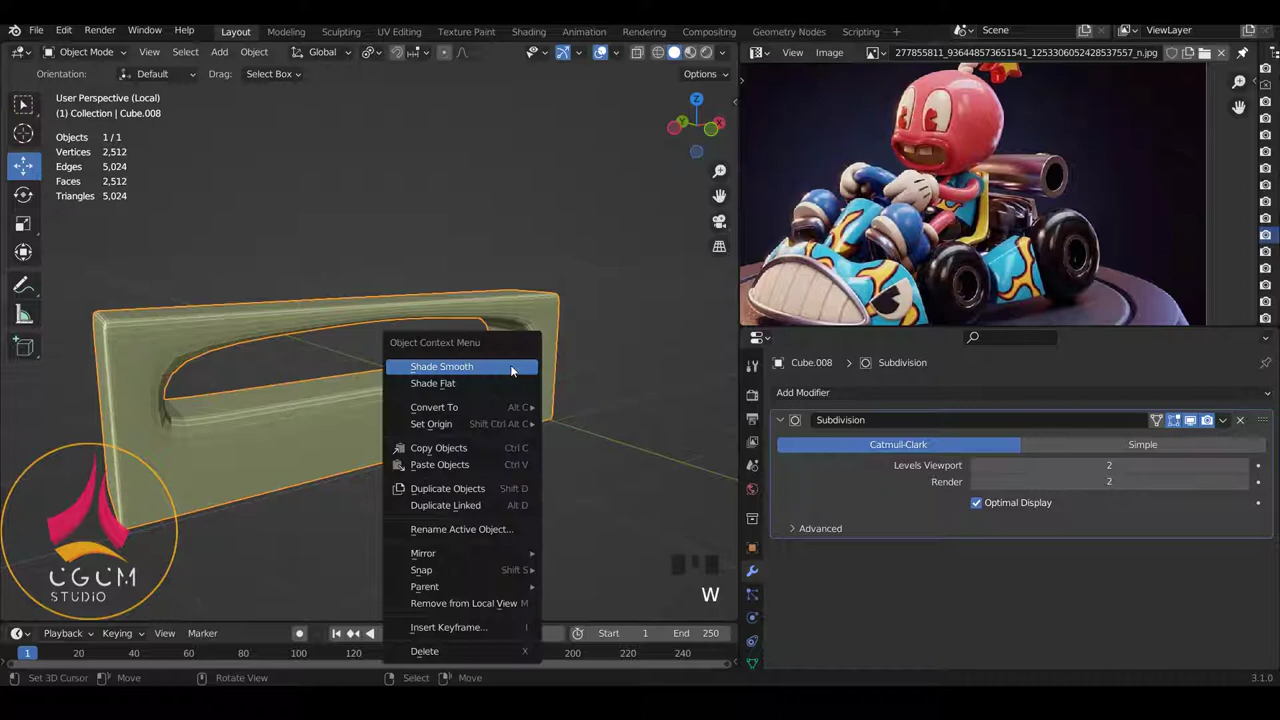 File Edit Render Window Help Layout Modeling Sculpting UV Editing Texture Paint Shading Animation Rendering Compositing Geometry Nodes Scripting Scene ViewLayer
Object Mode View Select Add Object Global View Image 277855811_936448573651541_1253306052428537557_n.jpg
Orientation: Default Drag: Select Box Options
User Perspective (Local)
(1) Collection | Cube.008
Objects 1 / 1
Vertices 2,512
Edges 5,024
Faces 2,512
Triangles 5,024
Z
Y
X
Object Context Menu
Shade Smooth
Shade Flat
Convert To Alt C
Set Origin Shift Ctrl Alt C
Copy Objects Ctrl C
Paste Objects Ctrl V
Duplicate Objects Shift D
Duplicate Linked Alt D
Rename Active Object...
Mirror
Snap Shift S
Parent
Remove from Local View M
Insert Keyframe... I
Delete X
Cube.008 Subdivision
Add Modifier
Subdivision
Catmull-Clark Simple
Levels Viewport 2
Render 2
Optimal Display
Advanced
CGCM
STUDIO
W
Playback Keying View Marker Start 1 End 250
1 20 40 60 80 100 120 200 220 240
Set 3D Cursor Move Rotate View Select Move 3.1.0